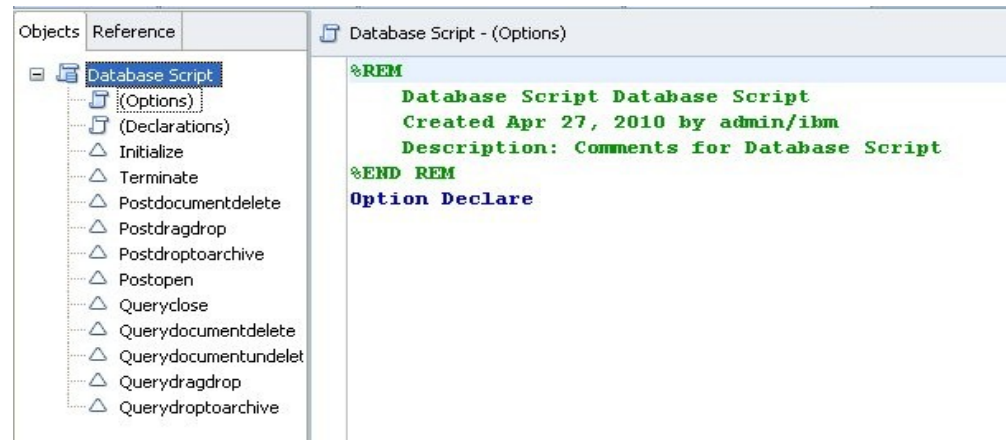 Objects Reference
Database Script
(Options)
(Declarations)
Initialize
Terminate
Postdocumentdelete
Postdragdrop
Postdroptoarchive
Postopen
Queryclose
Querydocumentdelete
Querydocumentundelet
Querydragdrop
Querydroptoarchive
Database Script - (Options)
%REM
Database Script Database Script
Created Apr 27, 2010 by admin/ibm
Description: Comments for Database Script
%END REM
Option Declare